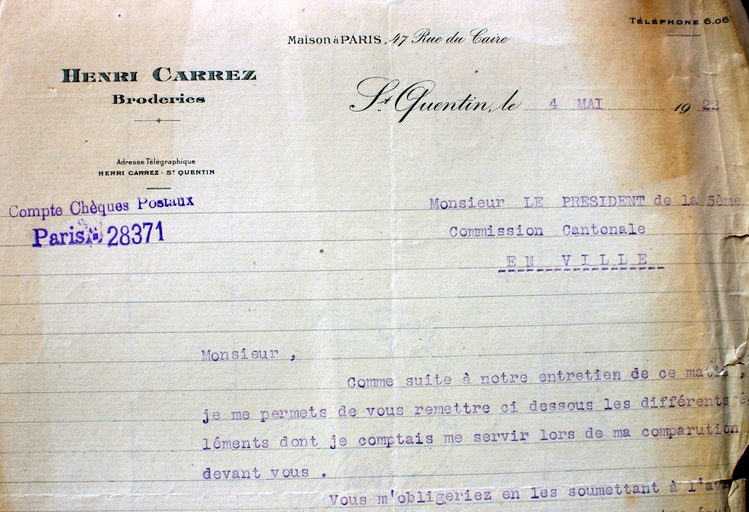 TÉLÉPHONE 6.06
Maison à PARIS, 47 Rue du Caire
HENRI CARREZ
Broderies
St Quentin, le 4 MAI 1922
Adresse Télégraphique
HENRI CARREZ - ST QUENTIN
Compte Chèques Postaux
Paris 28371
Monsieur LE PRESIDENT de la 5ème
Commission Cantonale
EN VILLE
Monsieur ,
Comme suite à notre entretien de ce matin ,
je me permets de vous remettre ci dessous les différents é
léments dont je comptais me servir lors de ma comparution
devant vous .
Vous m'obligeriez en les soumettant à l'avis